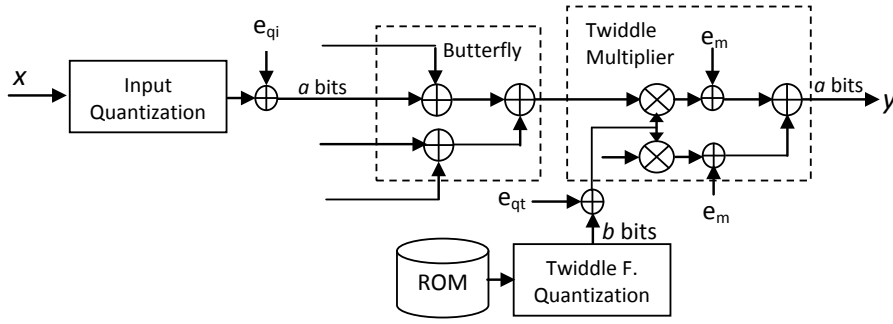 x
Input
Quantization
e_qi
a bits
Butterfly
Twiddle
Multiplier
e_m
a bits
y
e_qt
e_m
b bits
ROM
Twiddle F.
Quantization